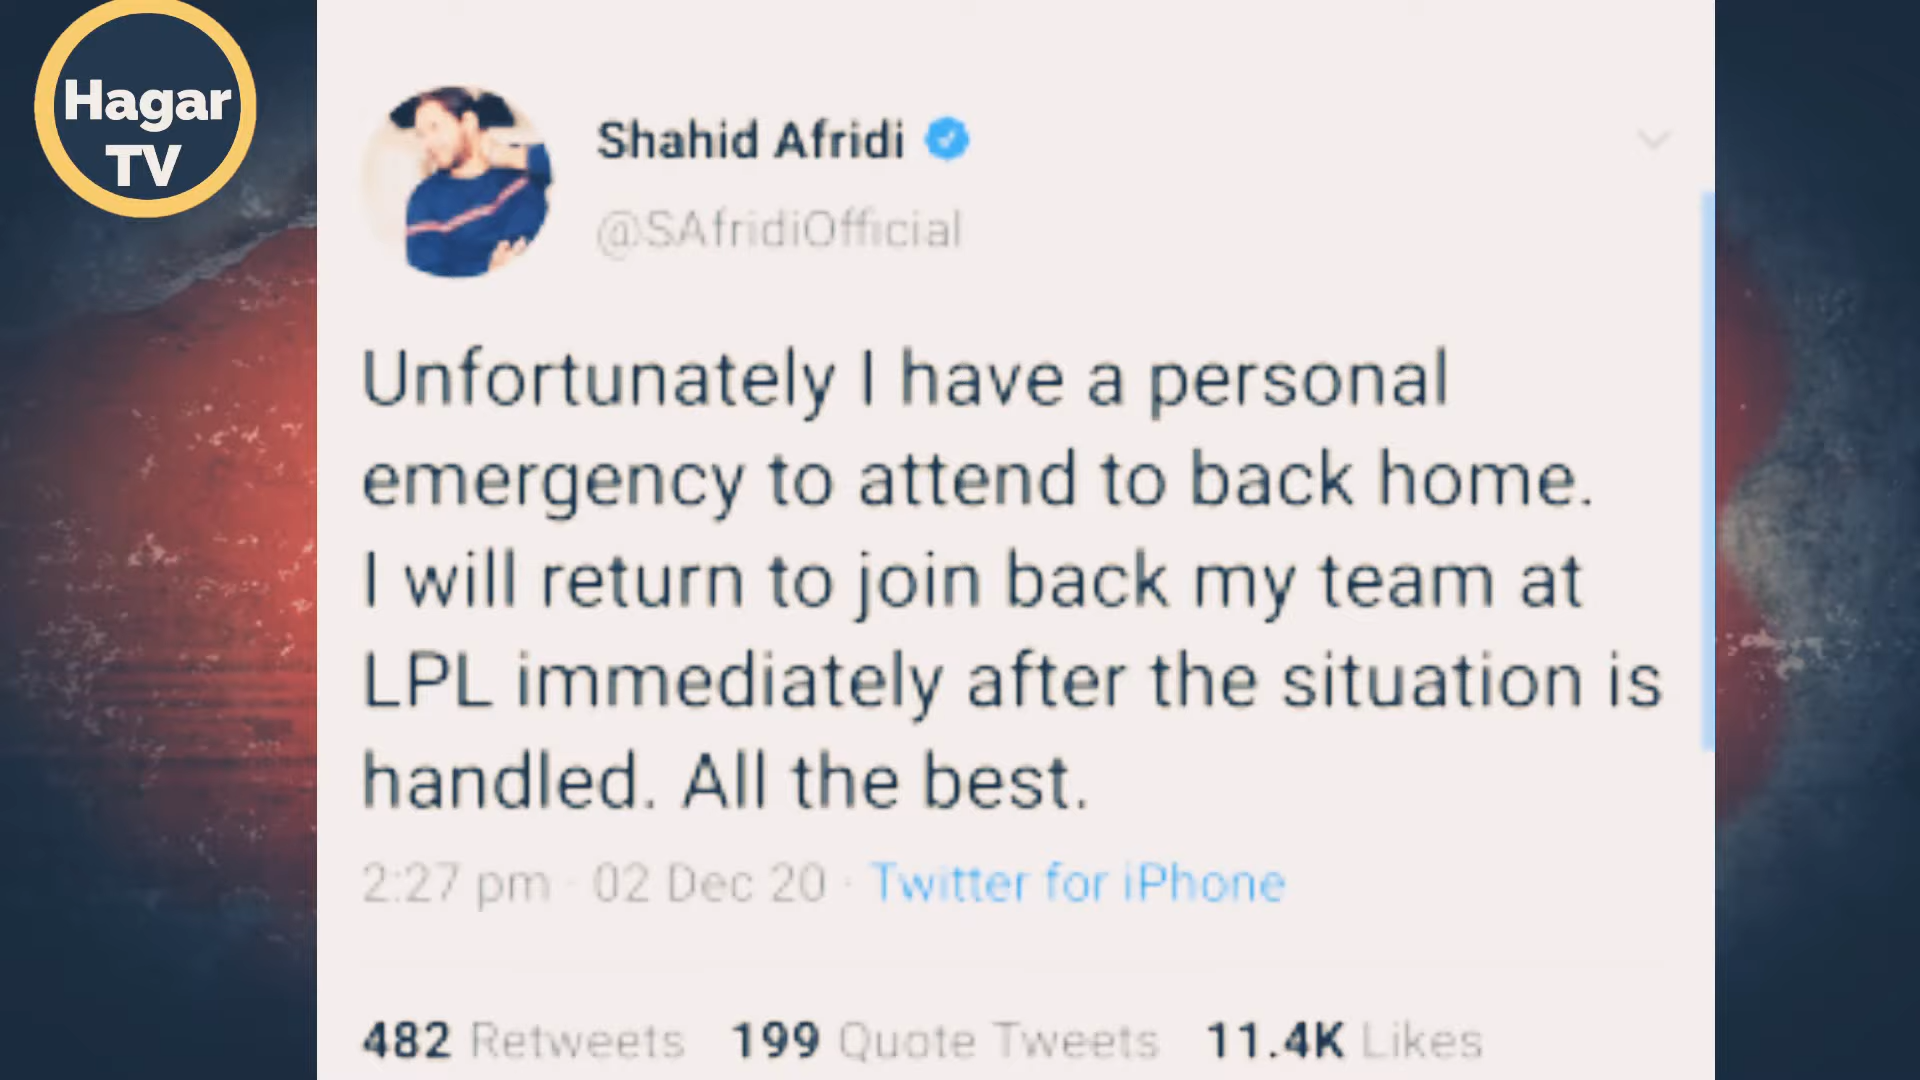 Hagar
TV
Shahid Afridi
@SAfridiOfficial
Unfortunately I have a personal
emergency to attend to back home.
I will return to join back my team at
LPL immediately after the situation is
handled. All the best.
2:27 pm · 02 Dec 20 · Twitter for iPhone
482 Retweets 199 Quote Tweets 11.4K Likes